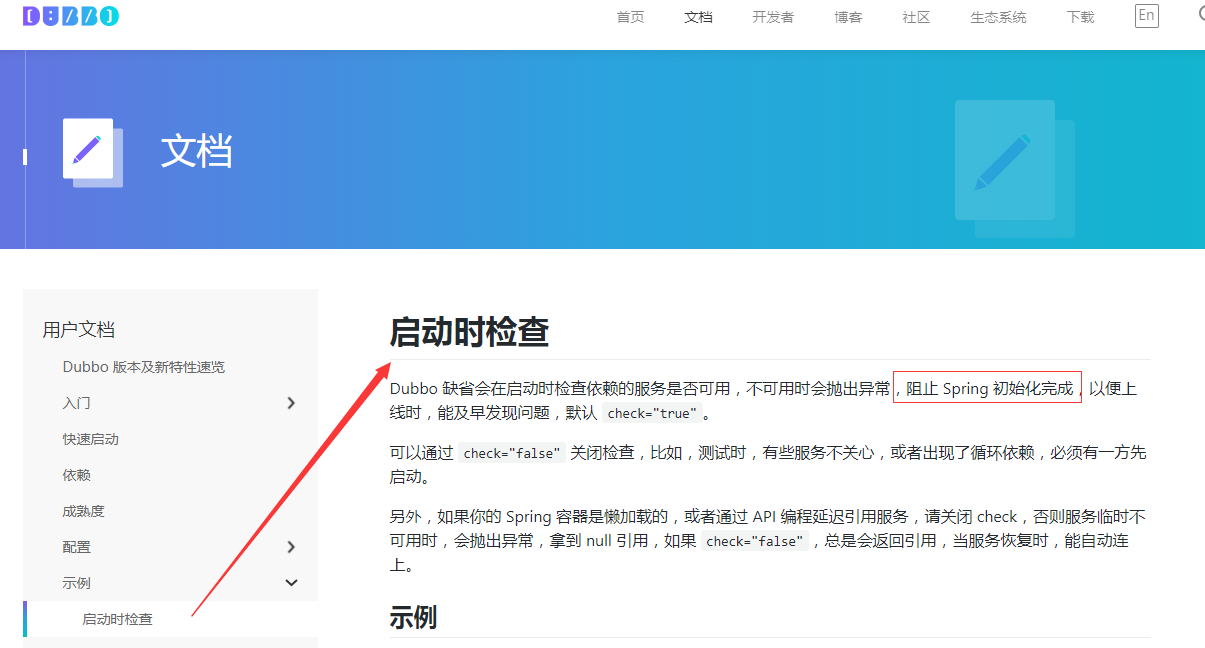 DUBBO
首页 文档 开发者 博客 社区 生态系统 下载 En
文档
用户文档
Dubbo 版本及新特性速览
入门
快速启动
依赖
成熟度
配置
示例
启动时检查
启动时检查
Dubbo 缺省会在启动时检查依赖的服务是否可用，不可用时会抛出异常，阻止 Spring 初始化完成，以便上
线时，能及早发现问题，默认 check="true"。
可以通过 check="false" 关闭检查，比如，测试时，有些服务不关心，或者出现了循环依赖，必须有一方先
启动。
另外，如果你的 Spring 容器是懒加载的，或者通过 API 编程延迟引用服务，请关闭 check，否则服务临时不
可用时，会抛出异常，拿到 null 引用，如果 check="false"，总是会返回引用，当服务恢复时，能自动连
上。
示例